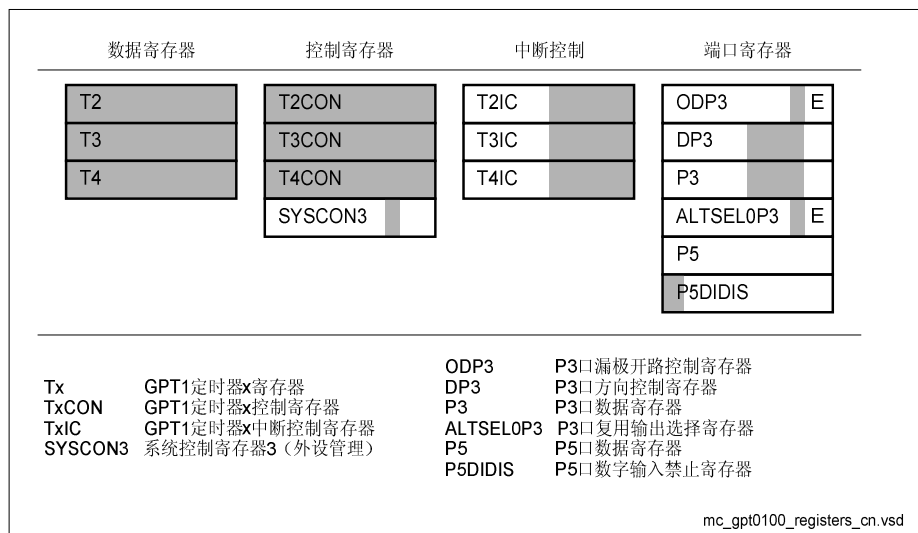 数据寄存器 控制寄存器 中断控制 端口寄存器
T2 T2CON T2IC ODP3 E
T3 T3CON T3IC DP3
T4 T4CON T4IC P3
SYSCON3 ALTSEL0P3 E
P5
P5DIDIS
Tx GPT1定时器x寄存器
TxCON GPT1定时器x控制寄存器
TxIC GPT1定时器x中断控制寄存器
SYSCON3 系统控制寄存器3（外设管理）
ODP3 P3口漏极开路控制寄存器
DP3 P3口方向控制寄存器
P3 P3口数据寄存器
ALTSEL0P3 P3口复用输出选择寄存器
P5 P5口数据寄存器
P5DIDIS P5口数字输入禁止寄存器
mc_gpt0100_registers_cn.vsd